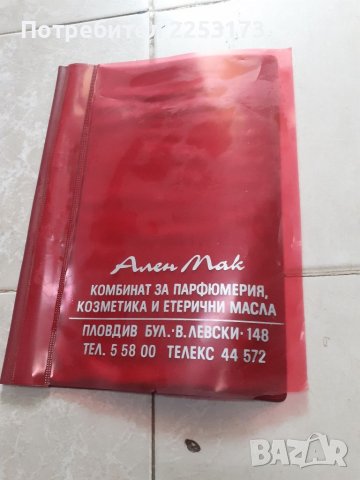 Потребител 2253173
Ален Мак
КОМБИНАТ ЗА ПАРФЮМЕРИЯ,
КОЗМЕТИКА И ЕТЕРИЧНИ МАСЛА
ПЛОВДИВ БУЛ.·В.ЛЕВСКИ·148
ТЕЛ. 5 58 00 ТЕЛЕКС 44 572
BAZAR